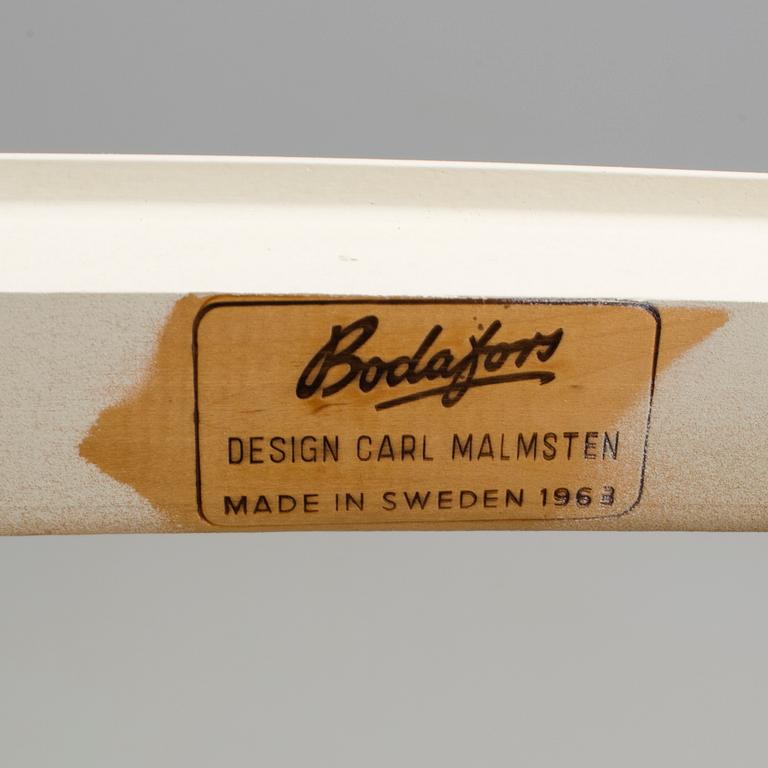 Bodafors
DESIGN CARL MALMSTEN
MADE IN SWEDEN 1963